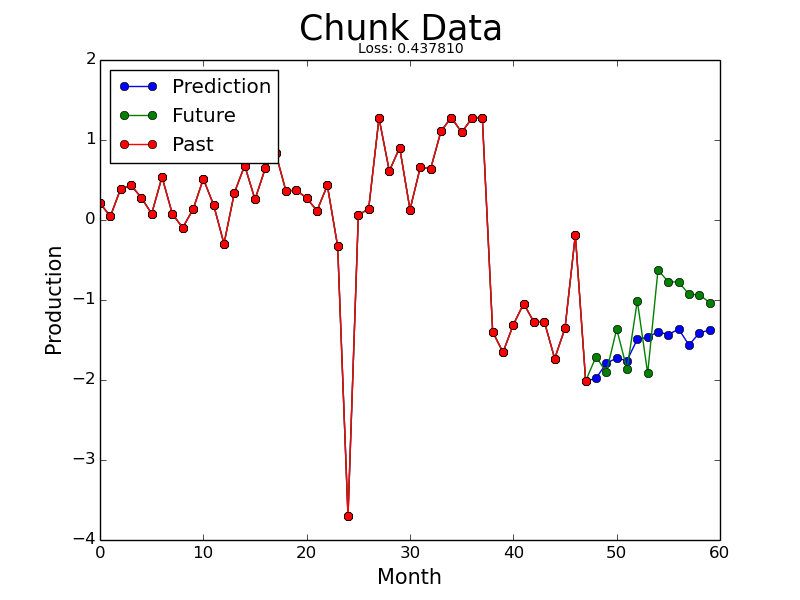 Chunk Data
Loss: 0.437810
Prediction
Future
Past
Production
2
1
0
−1
−2
−3
−4
0 10 20 30 40 50 60
Month